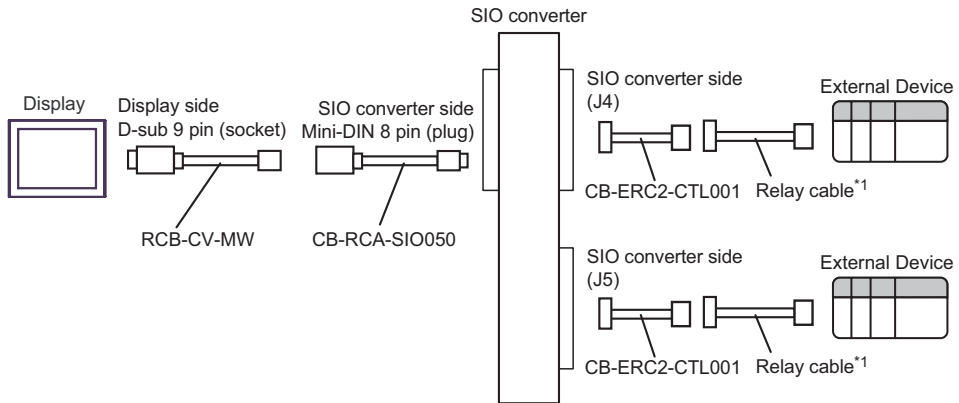 SIO converter
Display
Display side
D-sub 9 pin (socket)
RCB-CV-MW
SIO converter side
Mini-DIN 8 pin (plug)
CB-RCA-SIO050
SIO converter side
(J4)
CB-ERC2-CTL001
Relay cable*1
External Device
SIO converter side
(J5)
CB-ERC2-CTL001
Relay cable*1
External Device